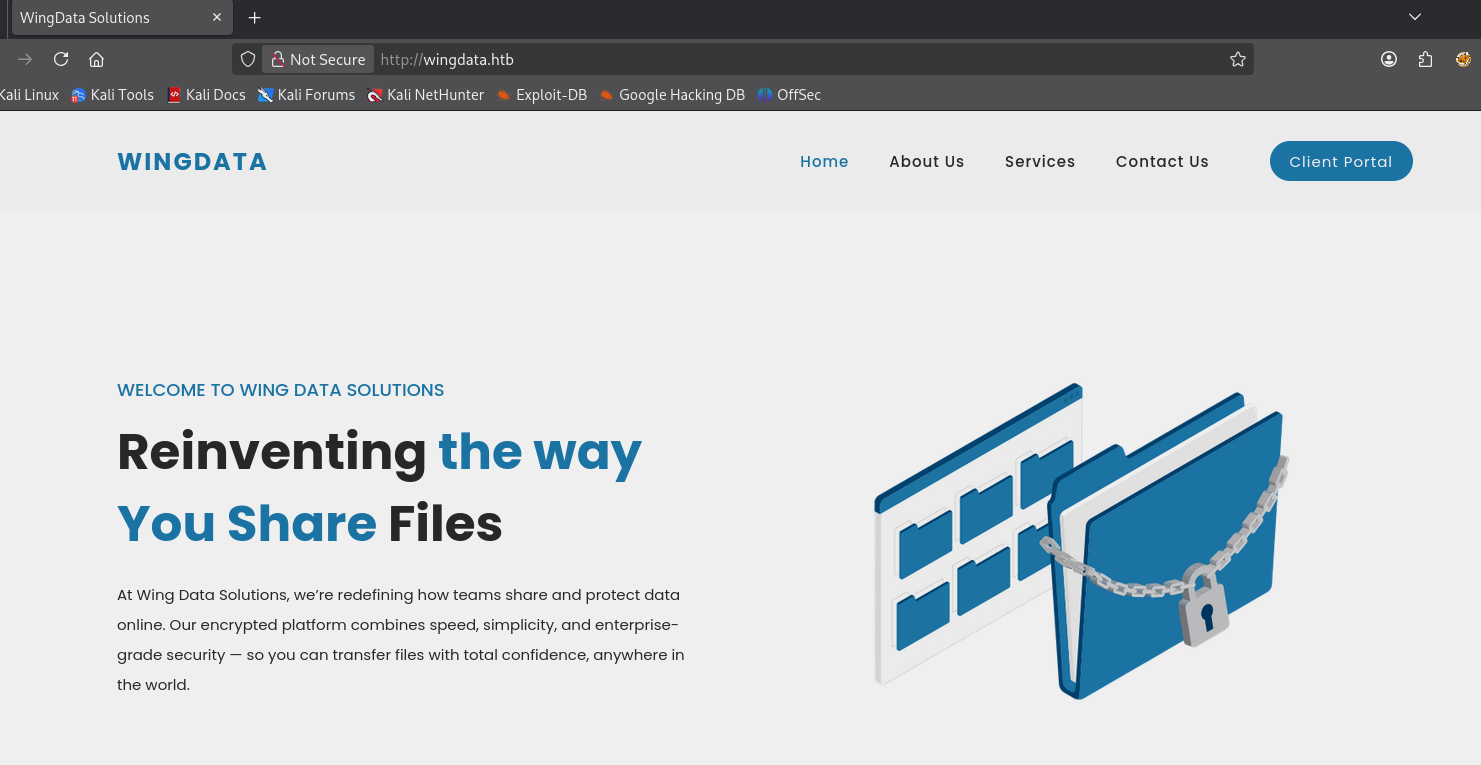 WingData Solutions
Not Secure http://wingdata.htb
Kali Linux Kali Tools Kali Docs Kali Forums Kali NetHunter Exploit-DB Google Hacking DB OffSec
WINGDATA Home About Us Services Contact Us Client Portal
WELCOME TO WING DATA SOLUTIONS
Reinventing the way
You Share Files
At Wing Data Solutions, we’re redefining how teams share and protect data
online. Our encrypted platform combines speed, simplicity, and enterprise-
grade security — so you can transfer files with total confidence, anywhere in
the world.